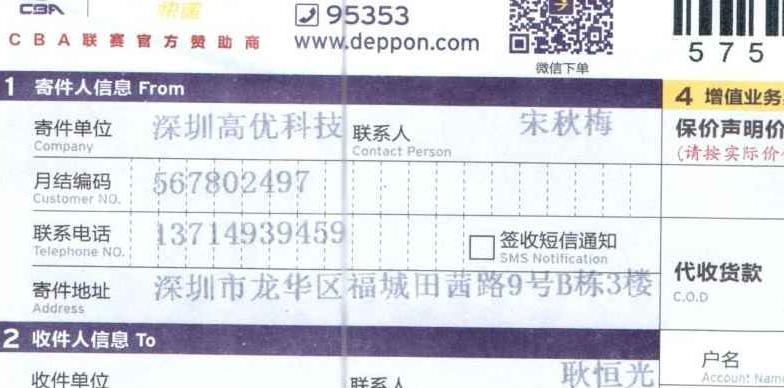 CBA 快递
95353
CBA联赛官方赞助商 www.deppon.com
微信下单
575
1 寄件人信息 From
4 增值业务
寄件单位 深圳高优科技 联系人 宋秋梅
Company Contact Person
保价声明价
(请按实际价
月结编码 567802497
Customer NO.
联系电话 13714939459 签收短信通知
Telephone NO. SMS Notification
代收货款
C.O.D
寄件地址 深圳市龙华区福城田茜路9号B栋3楼
Address
2 收件人信息 To
户名
Account Nam
收件单位 联系人 耿恒光